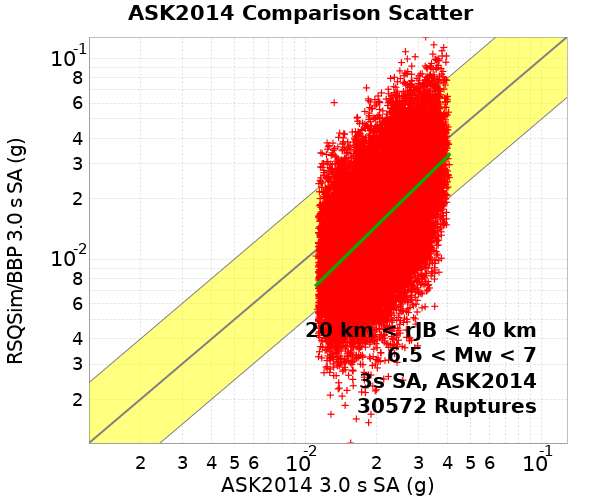 ASK2014 Comparison Scatter
RSQSim/BBP 3.0 s SA (g)
10-1
8
6
4
3
2
10-2
8
6
4
3
2
20 km < rJB < 40 km
6.5 < Mw < 7
3s SA, ASK2014
30572 Ruptures
2 3 4 5 6 10-2 2 3 4 5 6 10-1
ASK2014 3.0 s SA (g)